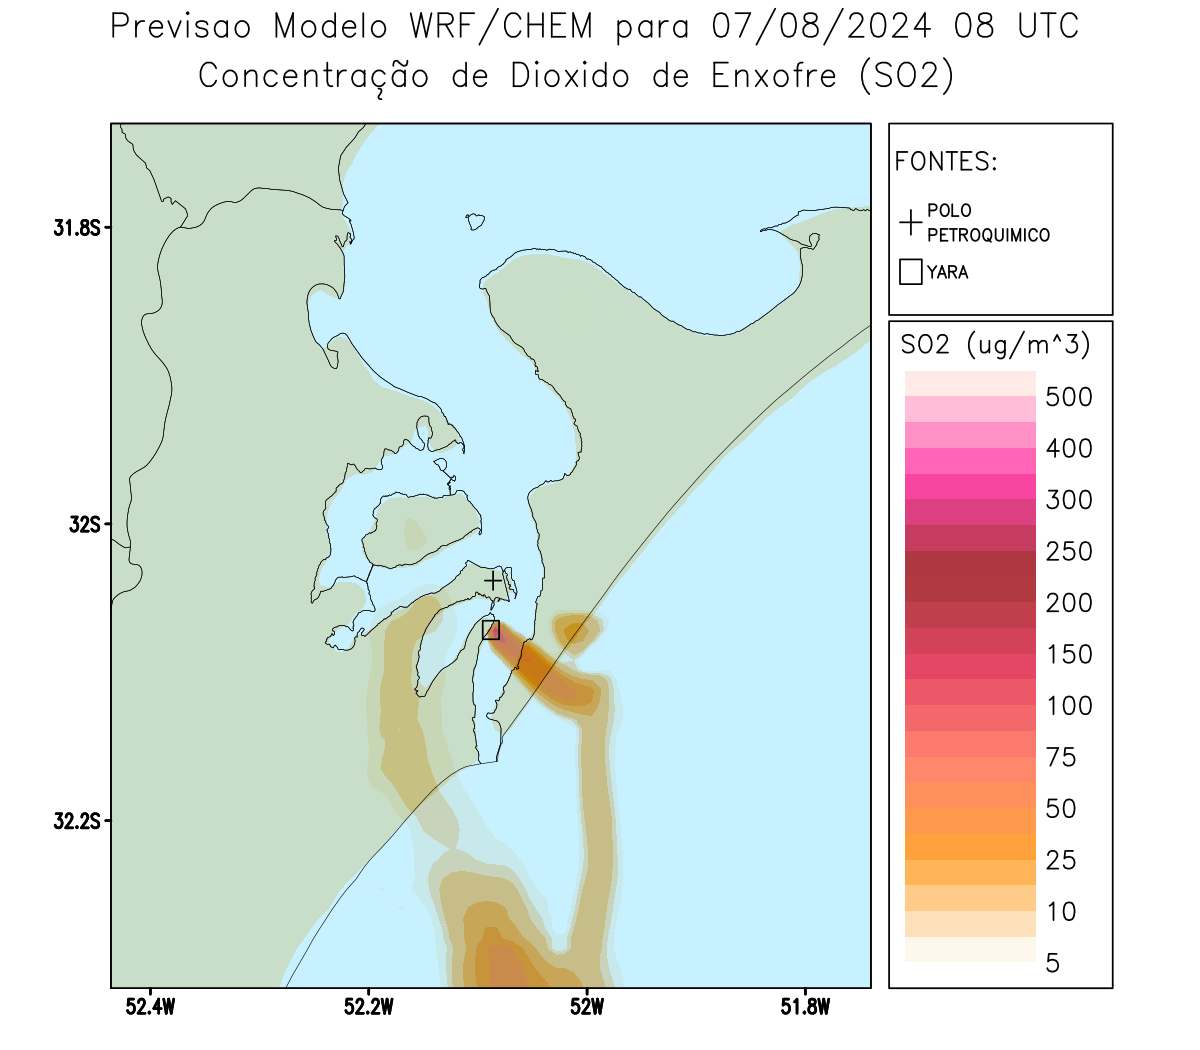 Previsao Modelo WRF/CHEM para 07/08/2024 08 UTC
Concentração de Dioxido de Enxofre (SO2)
FONTES:
POLO
PETROQUIMICO
YARA
31.8S
32S
32.2S
52.4W
52.2W
52W
51.8W
SO2 (ug/m^3)
500
400
300
250
200
150
100
75
50
25
10
5